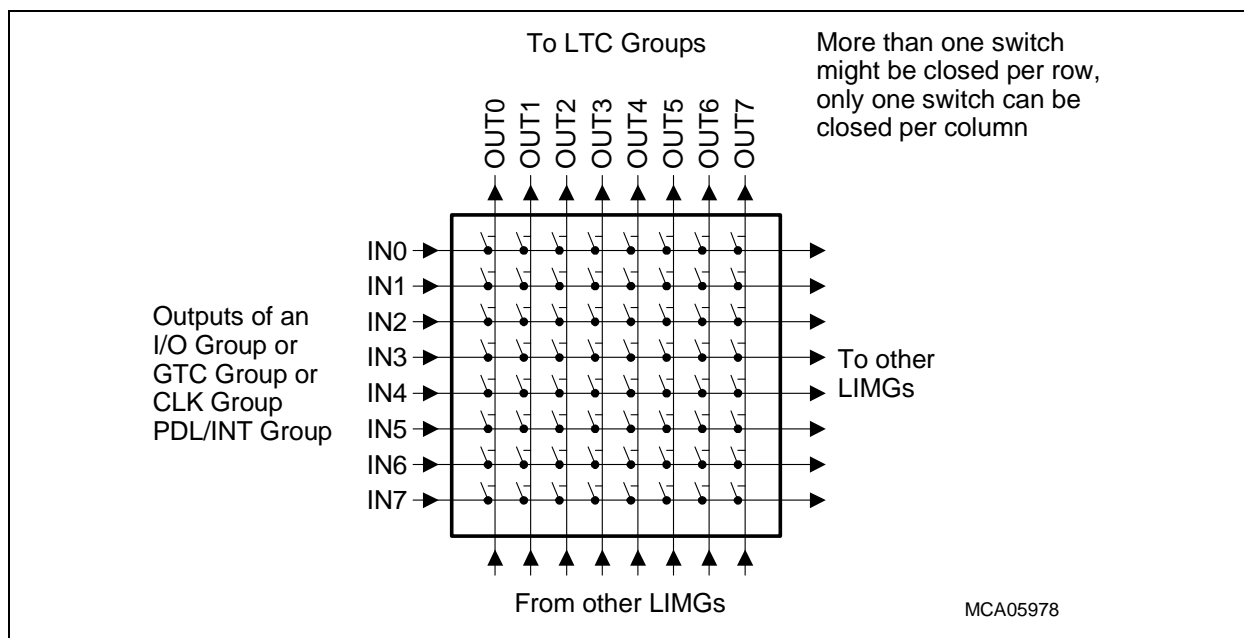 To LTC Groups
More than one switch
might be closed per row,
only one switch can be
closed per column
OUT0
OUT1
OUT2
OUT3
OUT4
OUT5
OUT6
OUT7
IN0
IN1
IN2
IN3
IN4
IN5
IN6
IN7
Outputs of an
I/O Group or
GTC Group or
CLK Group
PDL/INT Group
To other
LIMGs
From other LIMGs
MCA05978